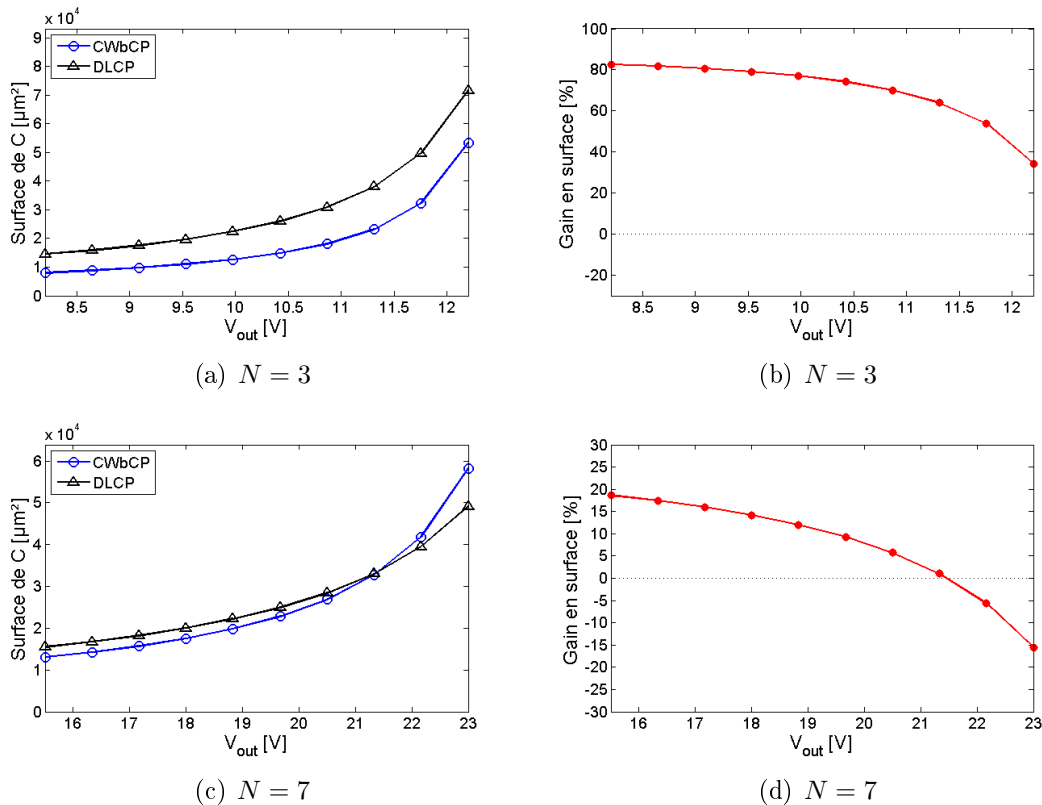 x 10⁴
9
8
7
6
5
4
3
2
1
0
Surface de C [µm²]
CWbCP
DLCP
8.5 9 9.5 10 10.5 11 11.5 12
V_out [V]
(a) N = 3
100
80
60
40
20
0
-20
Gain en surface [%]
8.5 9 9.5 10 10.5 11 11.5 12
V_out [V]
(b) N = 3
x 10⁴
6
5
4
3
2
1
0
Surface de C [µm²]
CWbCP
DLCP
16 17 18 19 20 21 22 23
V_out [V]
(c) N = 7
30
25
20
15
10
5
0
-5
-10
-15
-20
-25
-30
Gain en surface [%]
16 17 18 19 20 21 22 23
V_out [V]
(d) N = 7